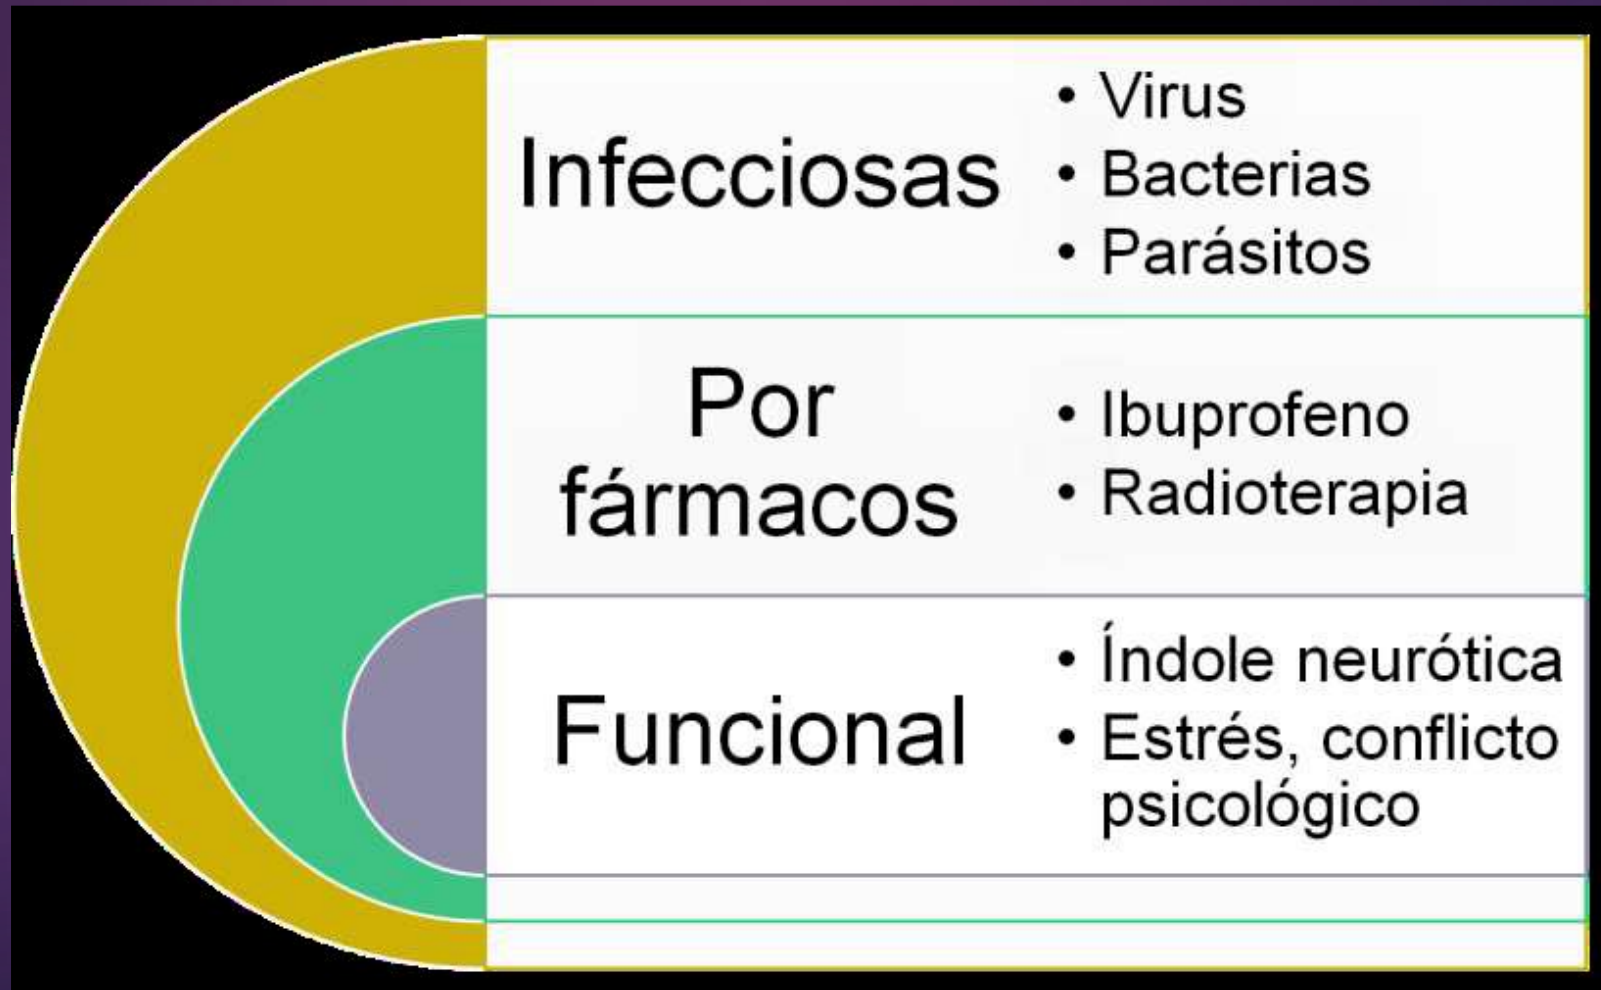 Infecciosas
• Virus
• Bacterias
• Parásitos
Por
fármacos
• Ibuprofeno
• Radioterapia
Funcional
• Índole neurótica
• Estrés, conflicto
psicológico